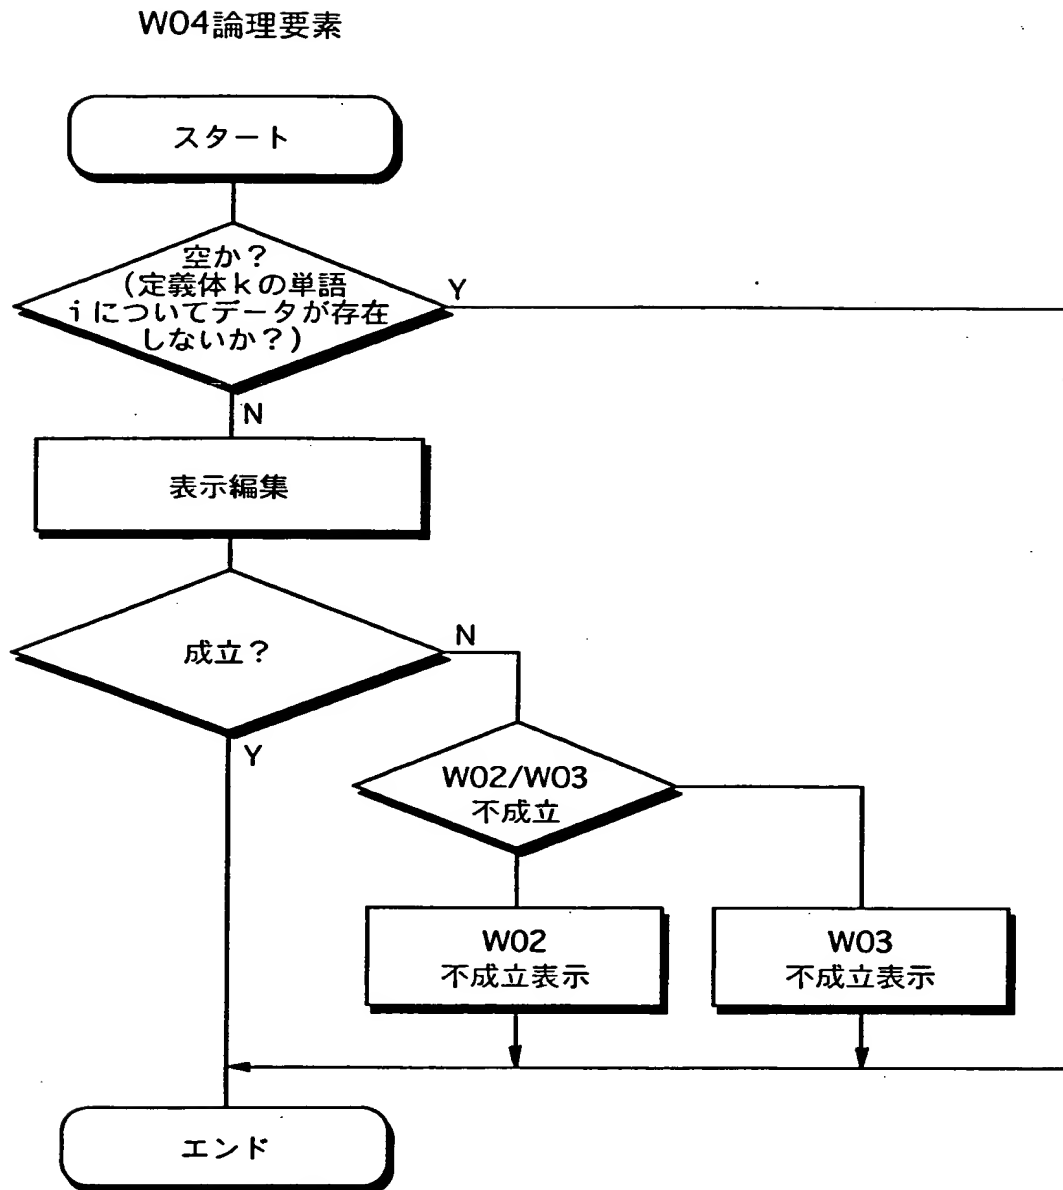 W04論理要素
スタート
空か?
(定義体kの単語
iについてデータが存在
しないか?)
Y
N
表示編集
成立?
N
Y
W02/W03
不成立
W02
不成立表示
W03
不成立表示
エンド